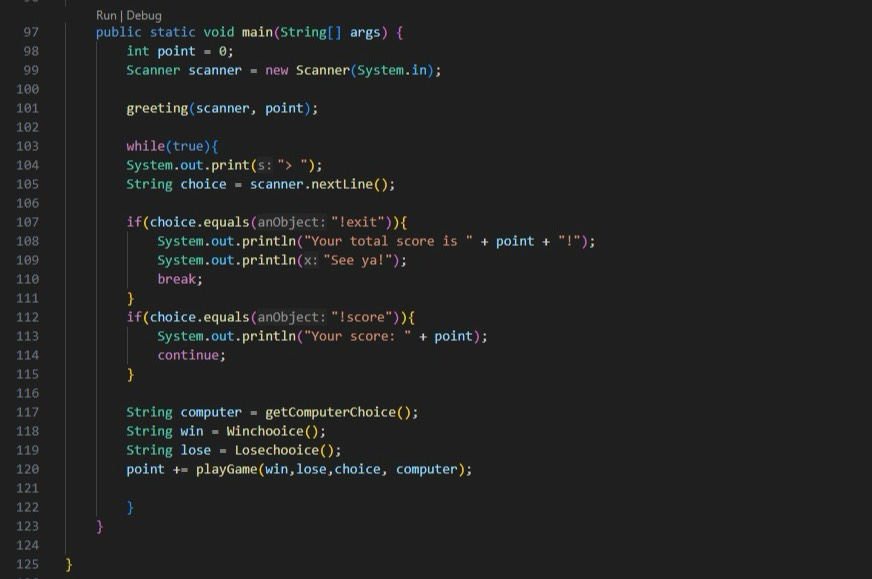 Run | Debug
97 public static void main(String[] args) {
98 int point = 0;
99 Scanner scanner = new Scanner(System.in);
100
101 greeting(scanner, point);
102
103 while(true){
104 System.out.print(s: "> ");
105 String choice = scanner.nextLine();
106
107 if(choice.equals(anObject: "!exit")){
108 System.out.println("Your total score is " + point + "!");
109 System.out.println(x: "See ya!");
110 break;
111 }
112 if(choice.equals(anObject: "!score")){
113 System.out.println("Your score: " + point);
114 continue;
115 }
116
117 String computer = getComputerChoice();
118 String win = Winchooice();
119 String lose = Losechooice();
120 point += playGame(win,lose,choice, computer);
121
122 }
123 }
124
125 }